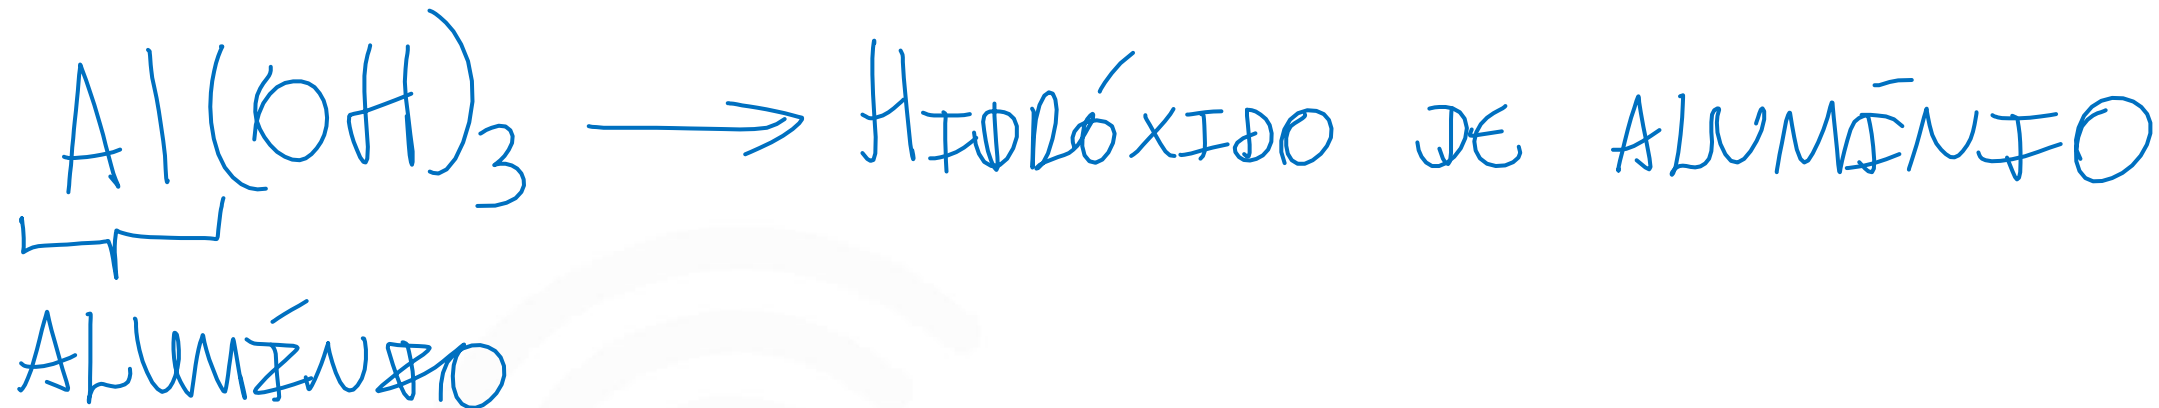 Al(OH)3 → HIDRÓXIDO DE ALUMÍNIO
ALUMÍNIO